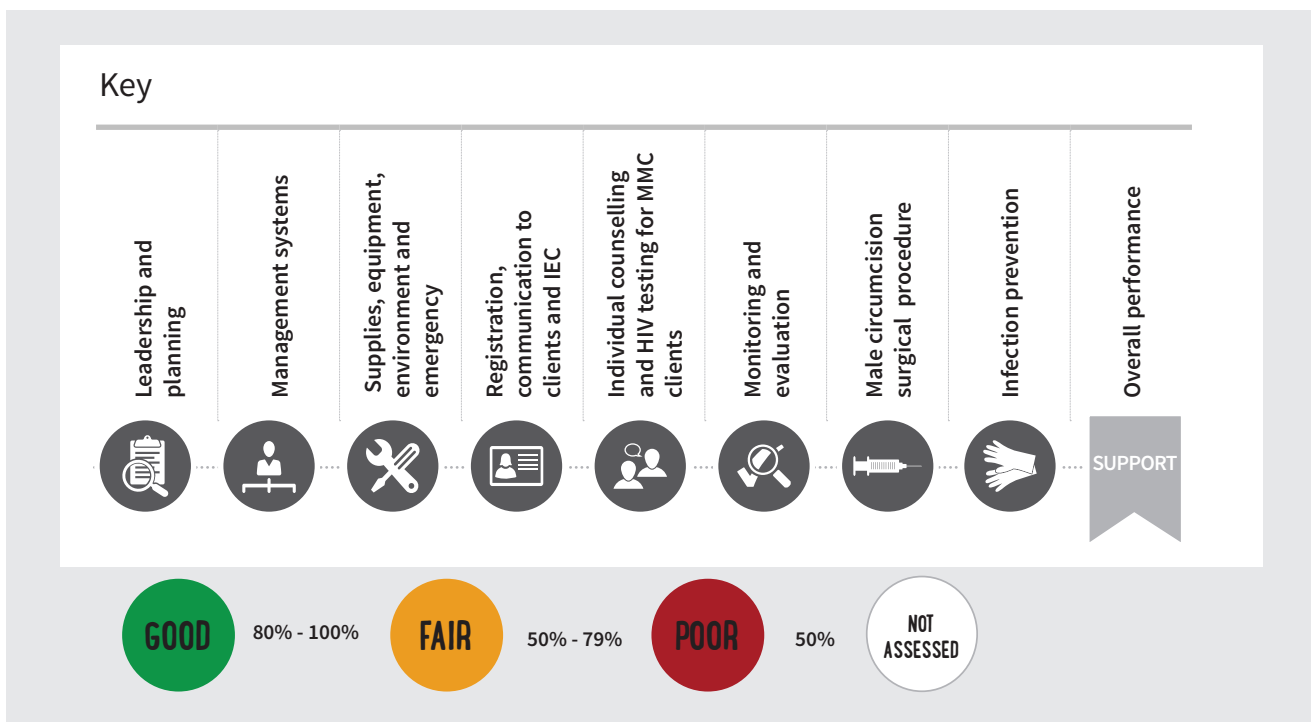 Key
Leadership and
planning
Management systems
Supplies, equipment,
environment and
emergency
Registration,
communication to
clients and IEC
Individual counselling
and HIV testing for MMC
clients
Monitoring and
evaluation
Male circumcision
surgical procedure
Infection prevention
Overall performance
SUPPORT
GOOD
80% - 100%
FAIR
50% - 79%
POOR
50%
NOT
ASSESSED